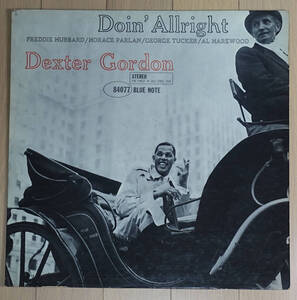 Doin' Allright
FREDDIE HUBBARD/HORACE PARLAN/GEORGE TUCKER/AL HAREWOOD
Dexter Gordon
STEREO
84077 BLUE NOTE